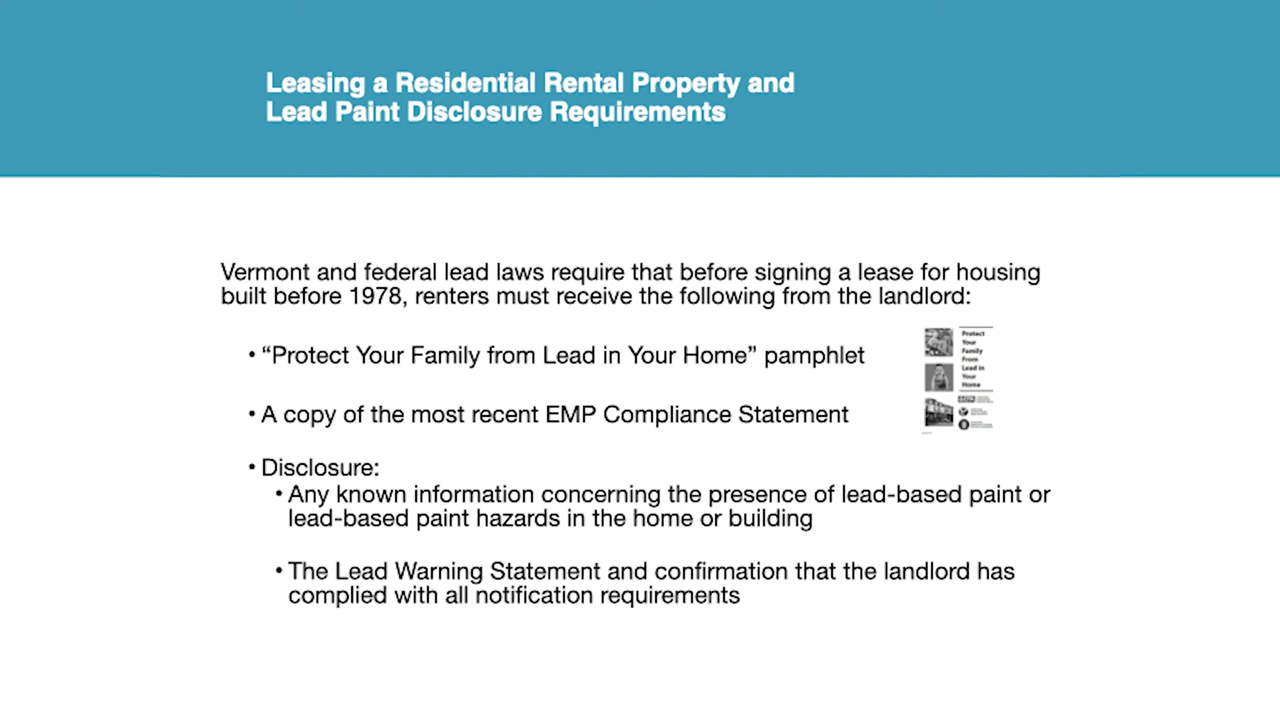 Leasing a Residential Rental Property and
Lead Paint Disclosure Requirements
Vermont and federal lead laws require that before signing a lease for housing
built before 1978, renters must receive the following from the landlord:
• “Protect Your Family from Lead in Your Home” pamphlet
Protect
Your
Family
From
Lead in
Your
Home
• A copy of the most recent EMP Compliance Statement
• Disclosure:
• Any known information concerning the presence of lead-based paint or
lead-based paint hazards in the home or building
• The Lead Warning Statement and confirmation that the landlord has
complied with all notification requirements